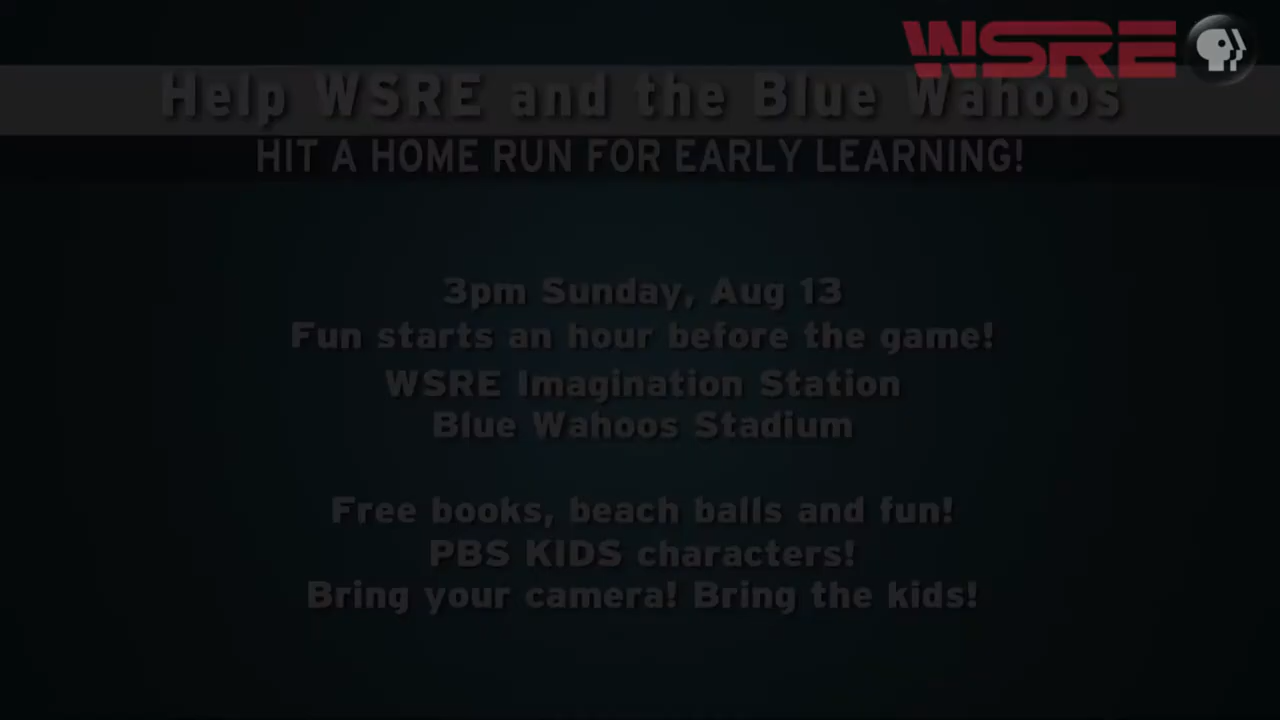 WSRE
Help WSRE and the Blue Wahoos
HIT A HOME RUN FOR EARLY LEARNING!
3pm Sunday, Aug 13
Fun starts an hour before the game!
WSRE Imagination Station
Blue Wahoos Stadium
Free books, beach balls and fun!
PBS KIDS characters!
Bring your camera! Bring the kids!